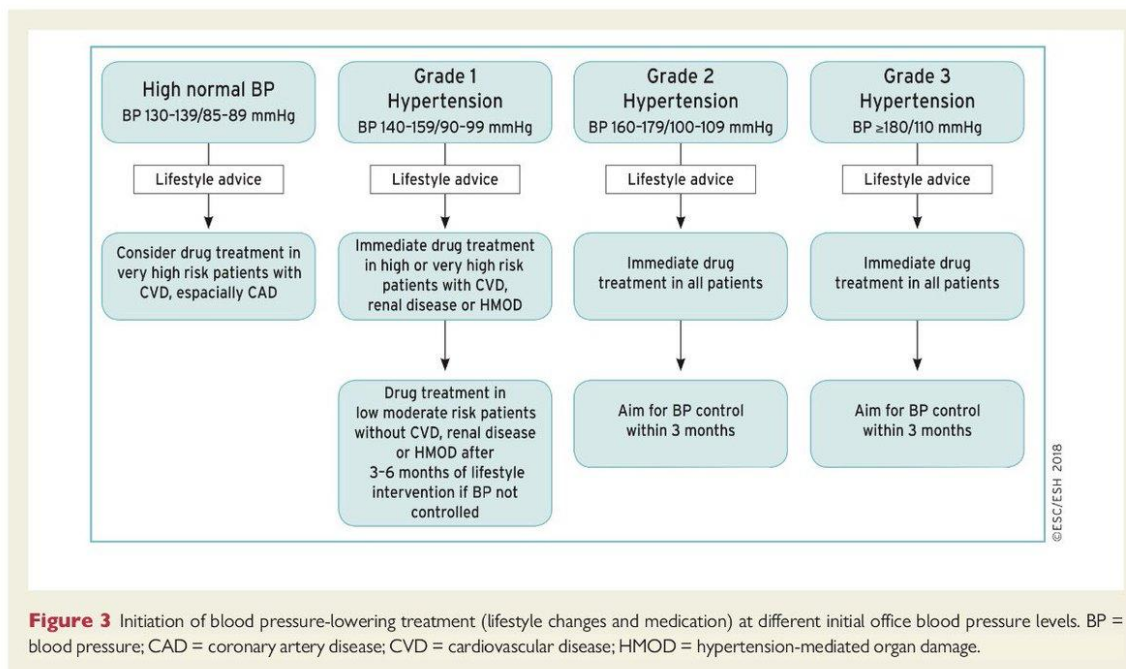 High normal BP
BP 130-139/85-89 mmHg
Lifestyle advice
Consider drug treatment in
very high risk patients with
CVD, espacially CAD
Grade 1
Hypertension
BP 140-159/90-99 mmHg
Lifestyle advice
Immediate drug treatment
in high or very high risk
patients with CVD,
renal disease or HMOD
Drug treatment in
low moderate risk patients
without CVD, renal disease
or HMOD after
3-6 months of lifestyle
intervention if BP not
controlled
Grade 2
Hypertension
BP 160-179/100-109 mmHg
Lifestyle advice
Immediate drug
treatment in all patients
Aim for BP control
within 3 months
Grade 3
Hypertension
BP ≥180/110 mmHg
Lifestyle advice
Immediate drug
treatment in all patients
Aim for BP control
within 3 months
©ESC/ESH 2018
Figure 3 Initiation of blood pressure-lowering treatment (lifestyle changes and medication) at different initial office blood pressure levels. BP =
blood pressure; CAD = coronary artery disease; CVD = cardiovascular disease; HMOD = hypertension-mediated organ damage.